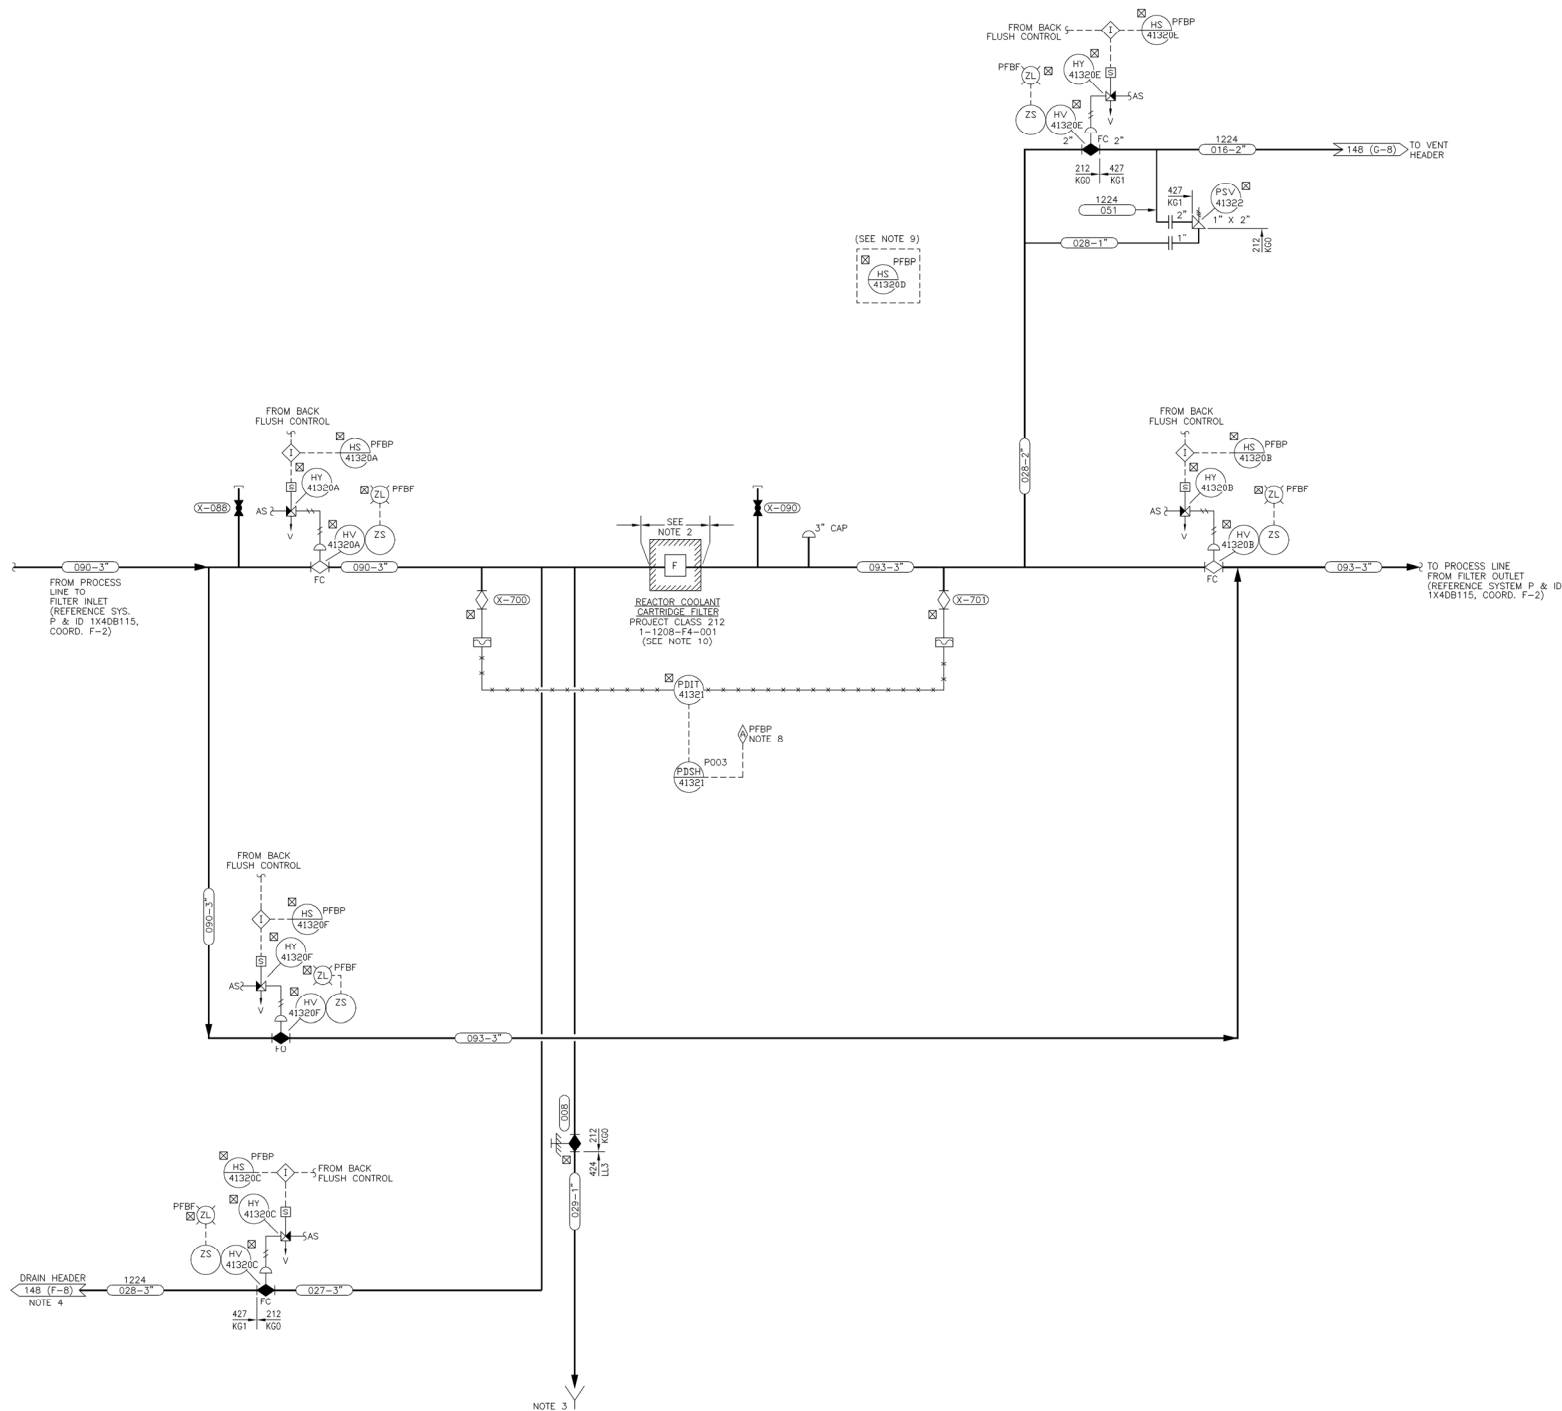 FROM BACK
FLUSH CONTROL
HS
41320E
PFBP
I
S
HY
41320E
AS
V
PFBF
ZL
ZS
HV
41320E
2"
FC
2"
212
KG0
427
KG1
1224
016-2"
148 (G-8)
TO VENT
HEADER
1224
051
427
KG1
PSV
41322
2"
1" X 2"
028-1"
1"
212
KG0
(SEE NOTE 9)
PFBP
HS
41320D
028-2"
FROM BACK
FLUSH CONTROL
I
HS
41320A
PFBP
S
HY
41320A
AS
V
ZL
PFBF
HV
41320A
ZS
FC
X-088
090-3"
090-3"
FROM PROCESS
LINE TO
FILTER INLET
(REFERENCE SYS.
P & ID 1X4DB115,
COORD. F-2)
SEE
NOTE 2
F
REACTOR COOLANT
CARTRIDGE FILTER
PROJECT CLASS 212
1-1208-F4-001
(SEE NOTE 10)
X-090
3" CAP
093-3"
X-700
X-701
FROM BACK
FLUSH CONTROL
I
HS
41320B
PFBP
S
HY
41320B
AS
V
ZL
PFBF
HV
41320B
ZS
FC
093-3"
TO PROCESS LINE
FROM FILTER OUTLET
(REFERENCE SYSTEM P & ID
1X4DB115, COORD. F-2)
PDIT
41321
A
PFBP
NOTE 8
PDSH
41321
P003
090-3"
FROM BACK
FLUSH CONTROL
I
HS
41320F
PFBP
S
HY
41320F
AS
V
ZL
PFBF
HV
41320F
ZS
FO
093-3"
008
212
KG0
424
LL3
029-1"
NOTE 3
HS
41320C
PFBP
I
FROM BACK
FLUSH CONTROL
S
HY
41320C
AS
V
PFBF
ZL
ZS
HV
41320C
FC
DRAIN HEADER
148 (F-8)
NOTE 4
1224
028-3"
027-3"
427
KG1
212
KG0